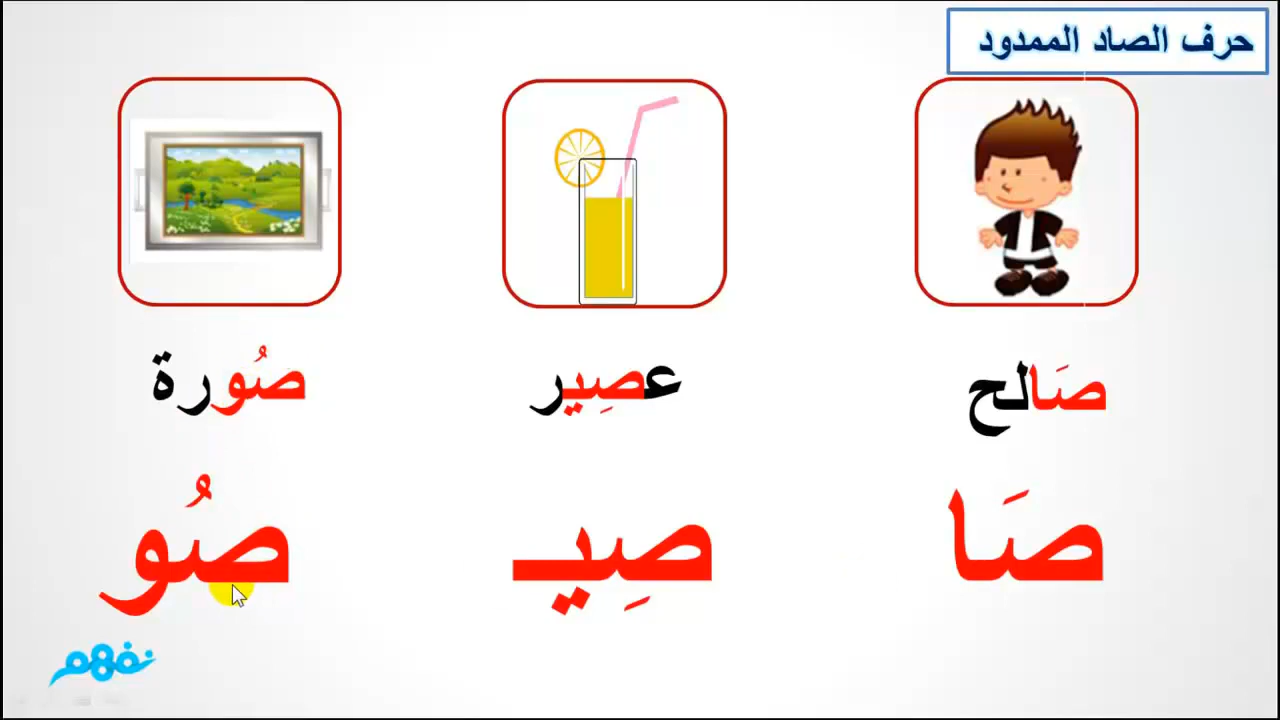 حرف الصاد الممدود
صَالح عصِير صُورة
صَا صِيـ صُو
نفهم